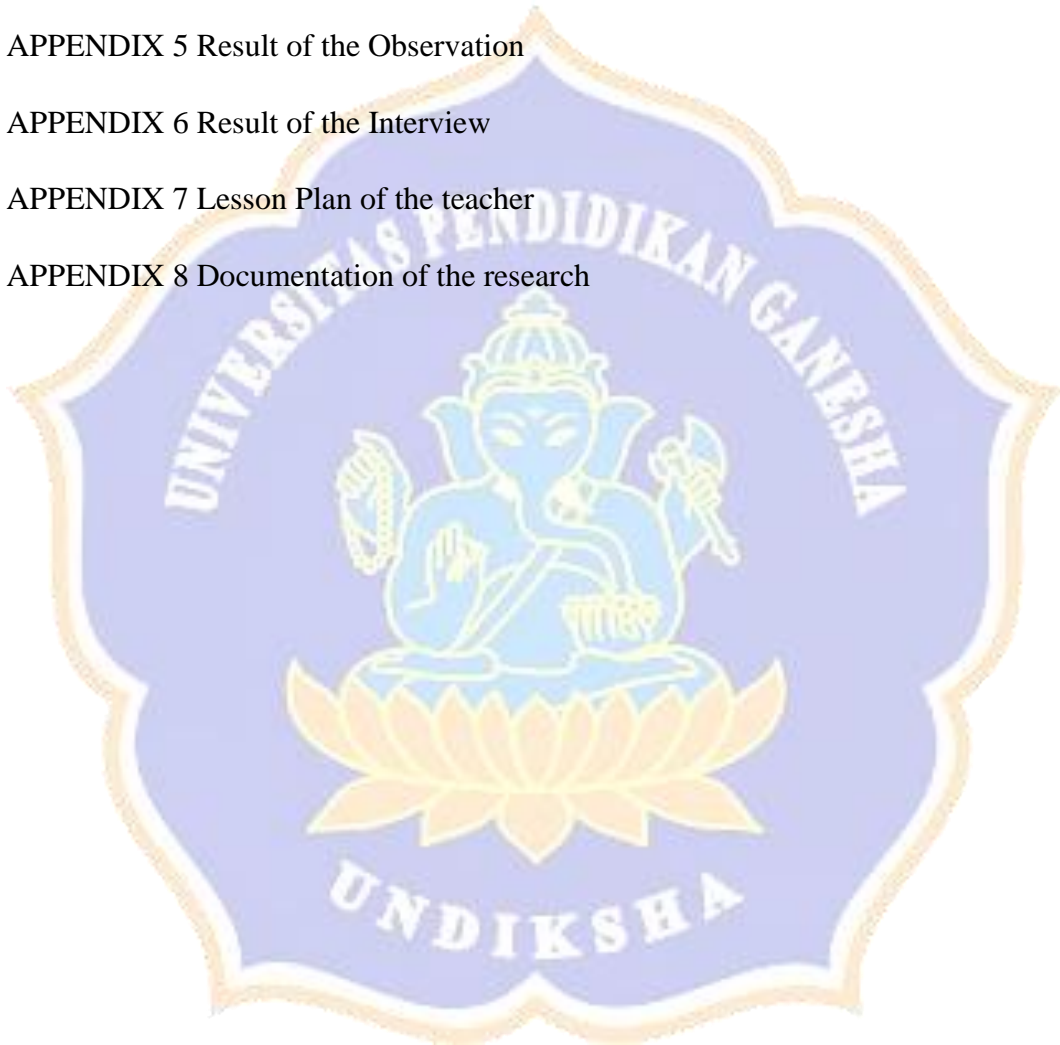 APPENDIX 5 Result of the Observation
APPENDIX 6 Result of the Interview
APPENDIX 7 Lesson Plan of the teacher
APPENDIX 8 Documentation of the research
UNIVERSITAS PENDIDIKAN GANESHA
UNDIKSHA